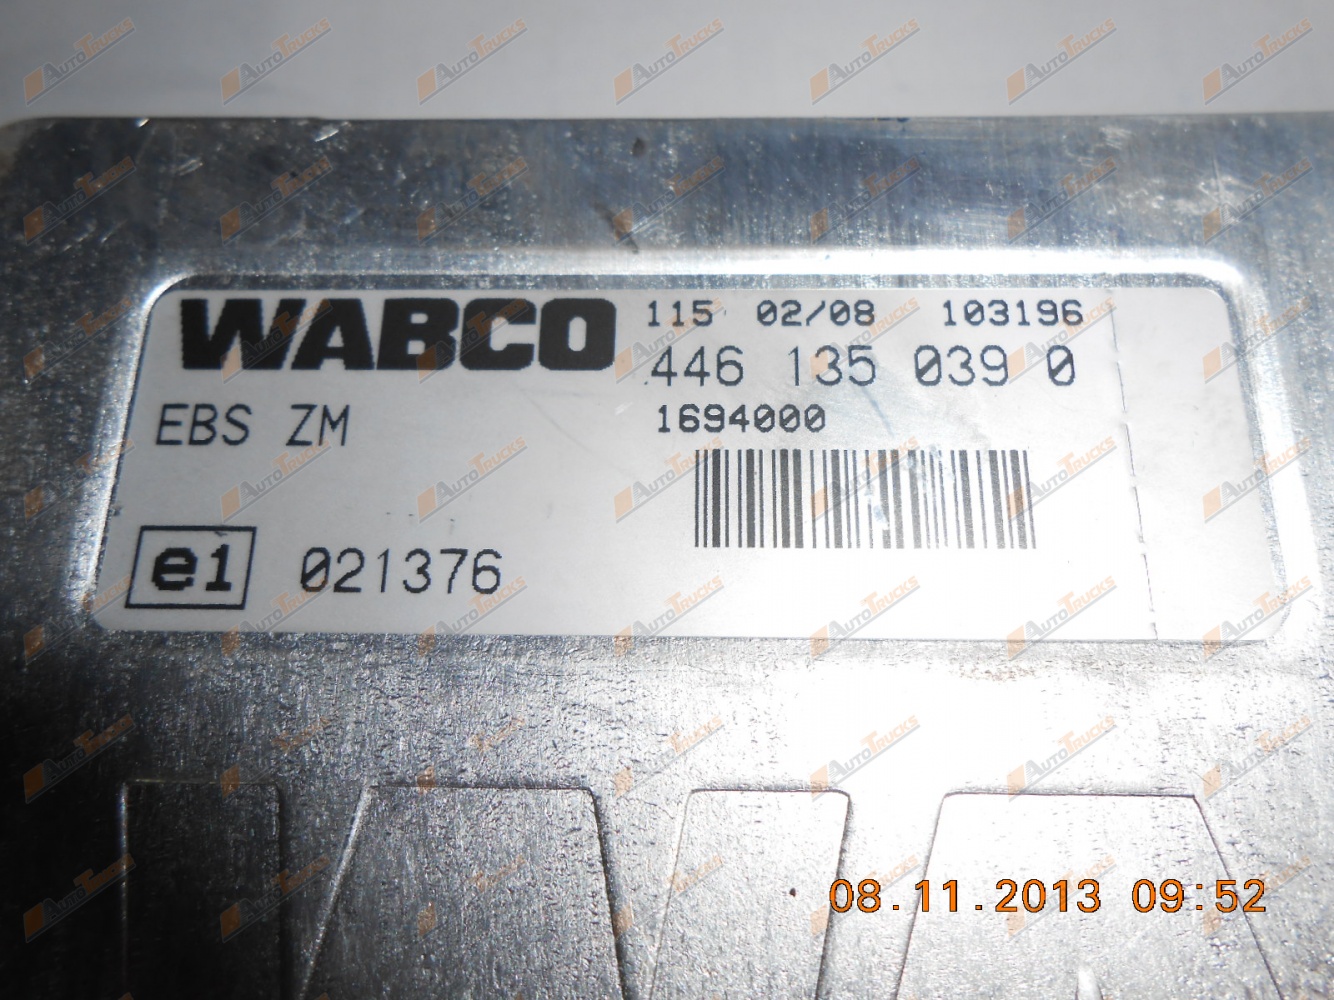 WABCO 115 02/08 103196
446 135 039 0
EBS ZM 1694000
e1 021376
08.11.2013 09:52
AUTOTRUCKS